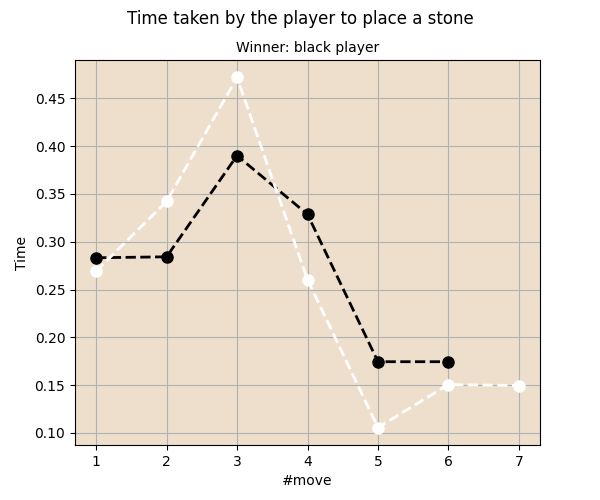 Time taken by the player to place a stone
Winner: black player
0.45
0.40
0.35
0.30
0.25
0.20
0.15
0.10
Time
1 2 3 4 5 6 7
#move